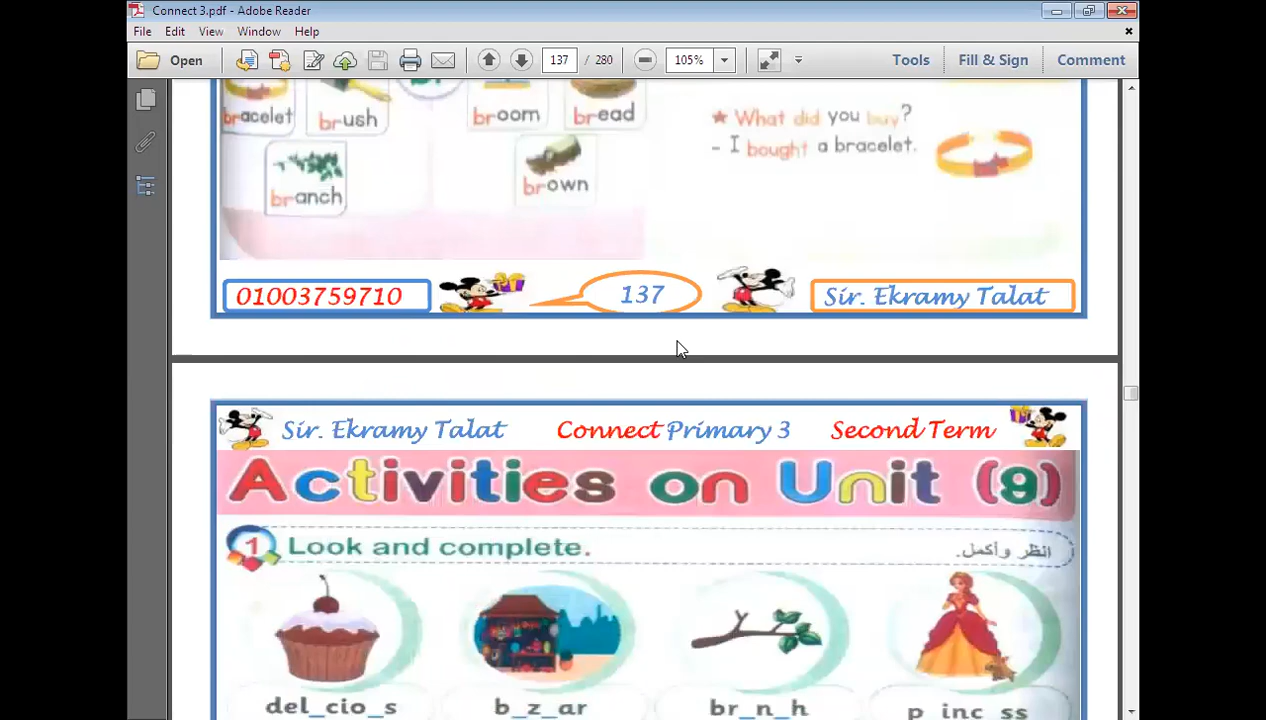 Connect 3.pdf - Adobe Reader
File Edit View Window Help
Open 137 / 280 105% Tools Fill & Sign Comment
bracelet brush broom bread
branch brown
★ What did you buy?
- I bought a bracelet.
01003759710 137 Sir. Ekramy Talat
Sir. Ekramy Talat Connect Primary 3 Second Term
Activities on Unit (9)
1 Look and complete. انظر وأكمل.
del_cio_s b_z_ar br_n_h p_inc_ss